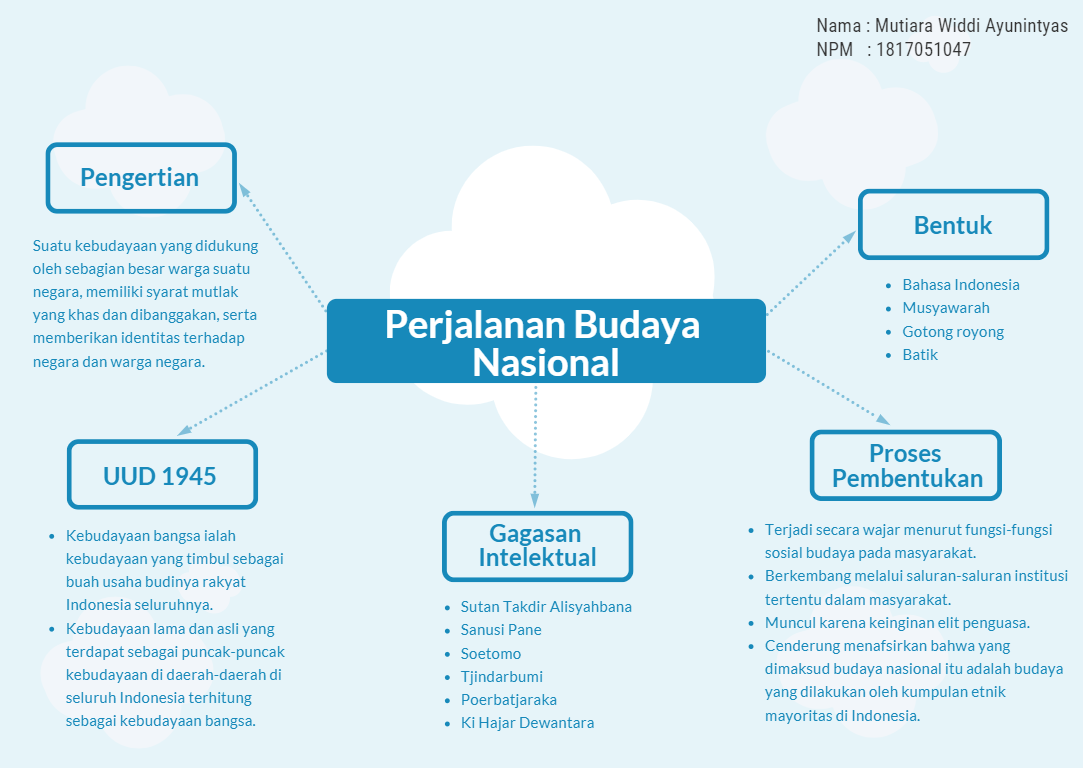 Nama : Mutiara Widdi Ayunintyas
NPM : 1817051047
Pengertian
Suatu kebudayaan yang didukung
oleh sebagian besar warga suatu
negara, memiliki syarat mutlak
yang khas dan dibanggakan, serta
memberikan identitas terhadap
negara dan warga negara.
Bentuk
• Bahasa Indonesia
• Musyawarah
• Gotong royong
• Batik
Perjalanan Budaya
Nasional
UUD 1945
• Kebudayaan bangsa ialah
kebudayaan yang timbul sebagai
buah usaha budinya rakyat
Indonesia seluruhnya.
• Kebudayaan lama dan asli yang
terdapat sebagai puncak-puncak
kebudayaan di daerah-daerah di
seluruh Indonesia terhitung
sebagai kebudayaan bangsa.
Gagasan
Intelektual
• Sutan Takdir Alisyahbana
• Sanusi Pane
• Soetomo
• Tjindarbumi
• Poerbatjaraka
• Ki Hajar Dewantara
Proses
Pembentukan
• Terjadi secara wajar menurut fungsi-fungsi
sosial budaya pada masyarakat.
• Berkembang melalui saluran-saluran institusi
tertentu dalam masyarakat.
• Muncul karena keinginan elit penguasa.
• Cenderung menafsirkan bahwa yang
dimaksud budaya nasional itu adalah budaya
yang dilakukan oleh kumpulan etnik
mayoritas di Indonesia.